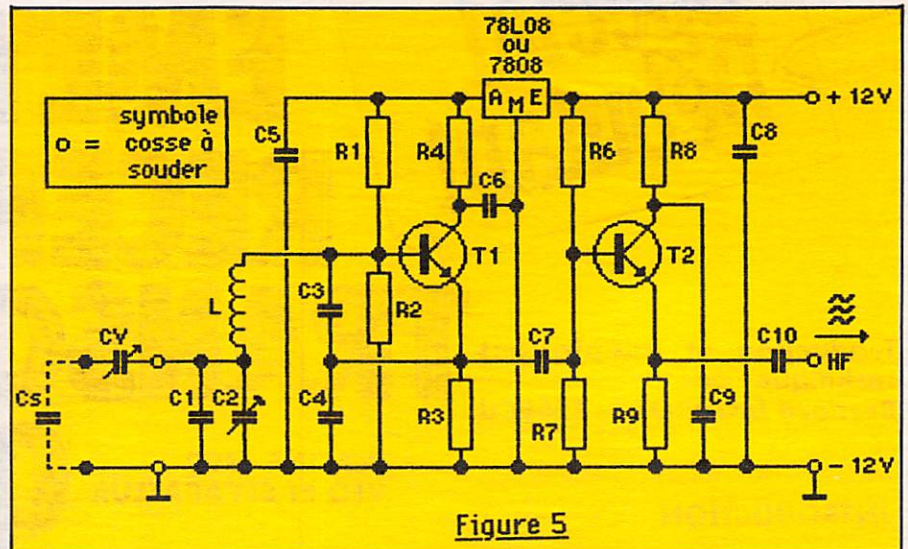 78L08
ou
7808
A M E
+ 12V
symbole
o = cosse à
souder
C5
R1
R4
C6
R6
R8
C8
T1
T2
L
C3
R2
CV
C7
C10
HF
Cs
C1
C2
C4
R3
R7
R9
C9
- 12V
Figure 5